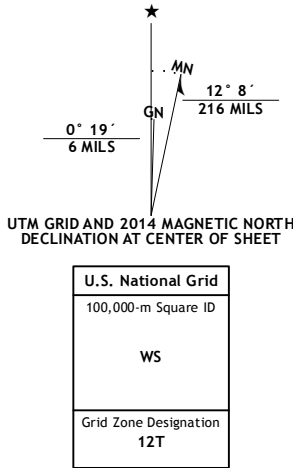 MN
GN
12° 8´
216 MILS
0° 19´
6 MILS
UTM GRID AND 2014 MAGNETIC NORTH
DECLINATION AT CENTER OF SHEET
U.S. National Grid
100,000-m Square ID
WS
Grid Zone Designation
12T